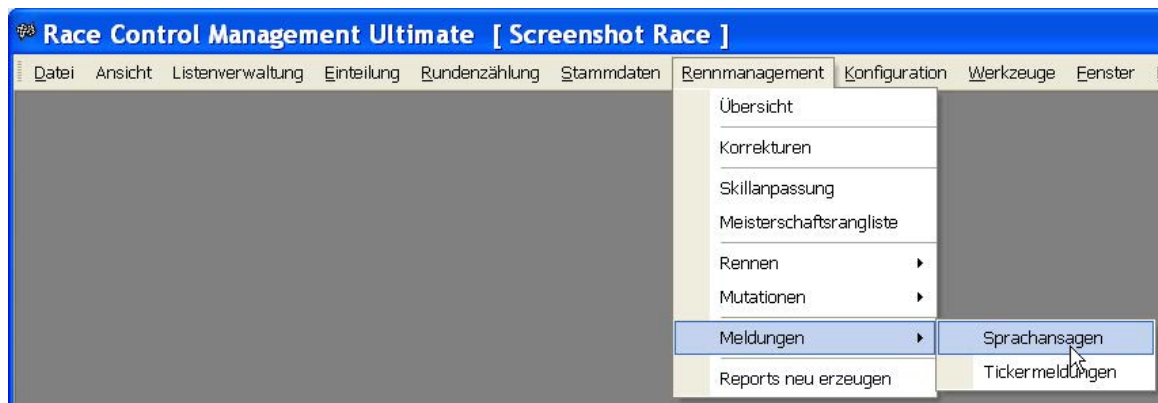 Race Control Management Ultimate [ Screenshot Race ]
Datei Ansicht Listenverwaltung Einteilung Rundenzählung Stammdaten Rennmanagement Konfiguration Werkzeuge Fenster
Übersicht
Korrekturen
Skillanpassung
Meisterschaftsrangliste
Rennen
Mutationen
Meldungen
Sprachansagen
Tickermeldungen
Reports neu erzeugen